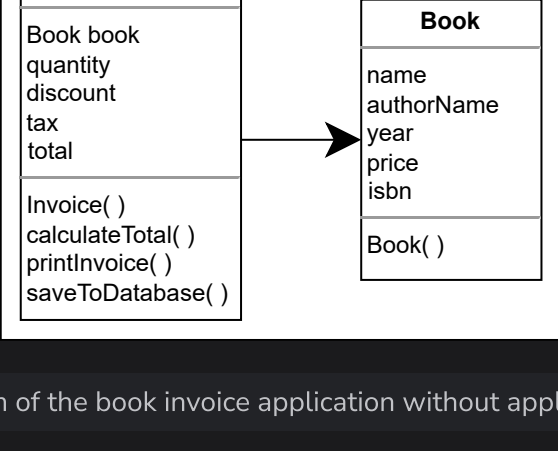 Book book
quantity
discount
tax
total
Invoice( )
calculateTotal( )
printInvoice( )
saveToDatabase( )
Book
name
authorName
year
price
isbn
Book( )
of the book invoice application without